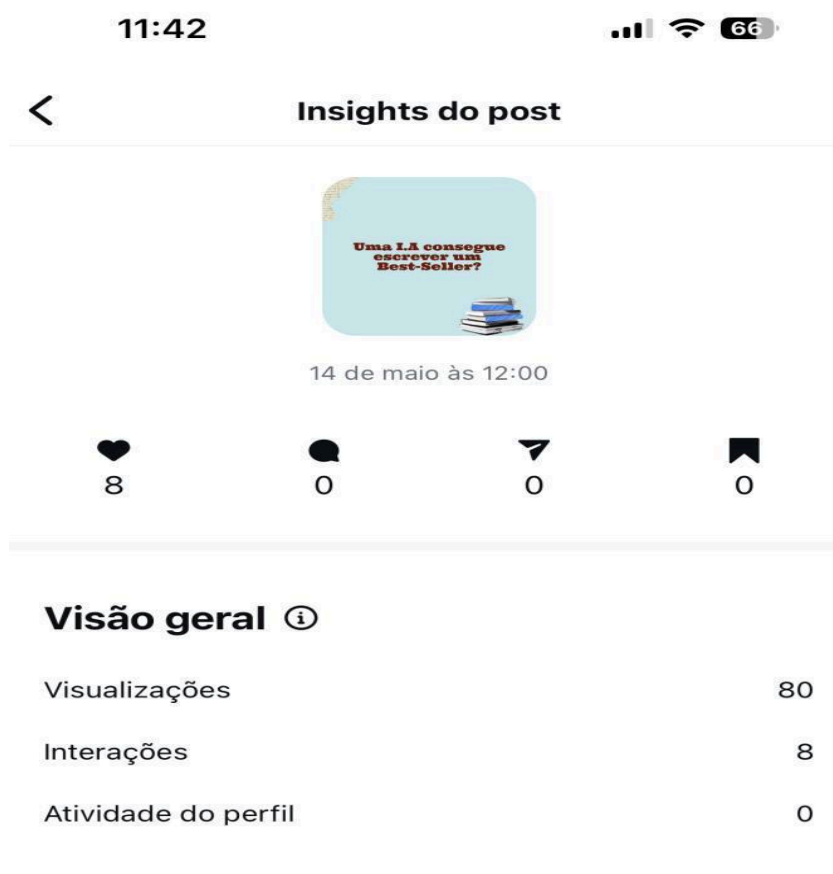 11:42
66
Insights do post
Uma I.A consegue
escrever um
Best-Seller?
14 de maio às 12:00
8 0 0 0
Visão geral
Visualizações 80
Interações 8
Atividade do perfil 0